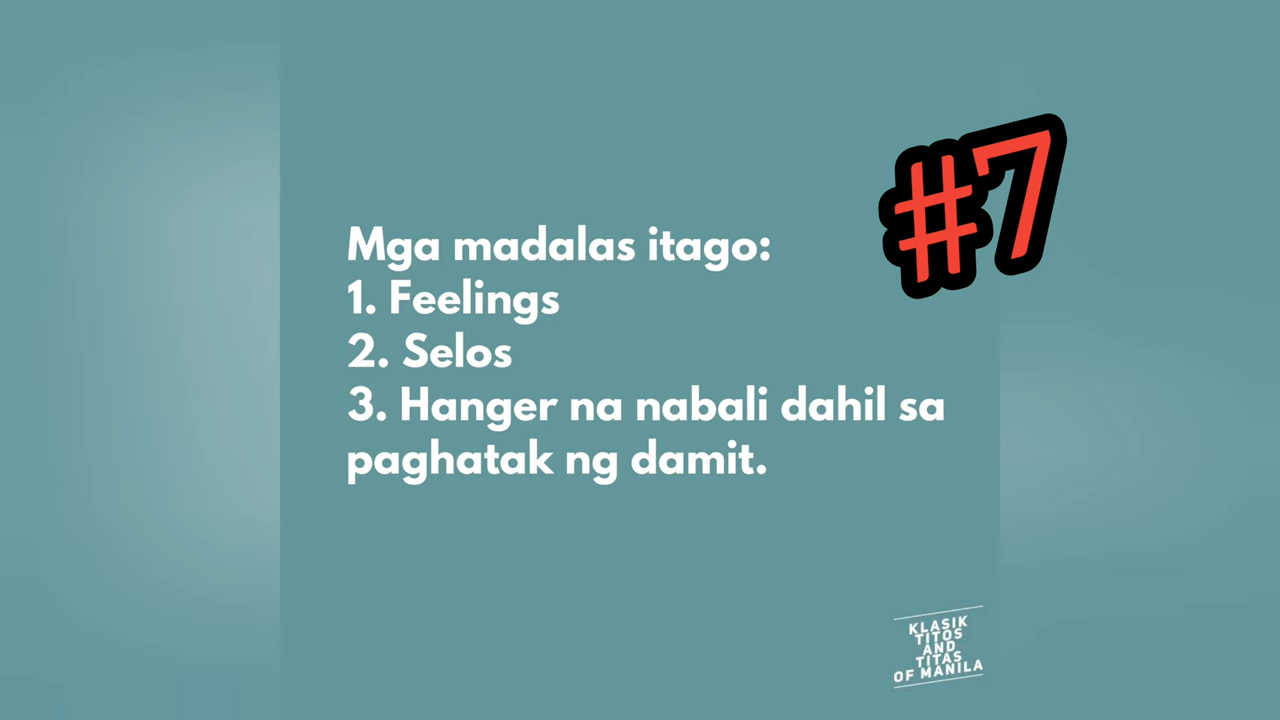 #7
Mga madalas itago:
1. Feelings
2. Selos
3. Hanger na nabali dahil sa
paghatak ng damit.
KLASIK
TITOS
AND
TITAS
OF MANILA